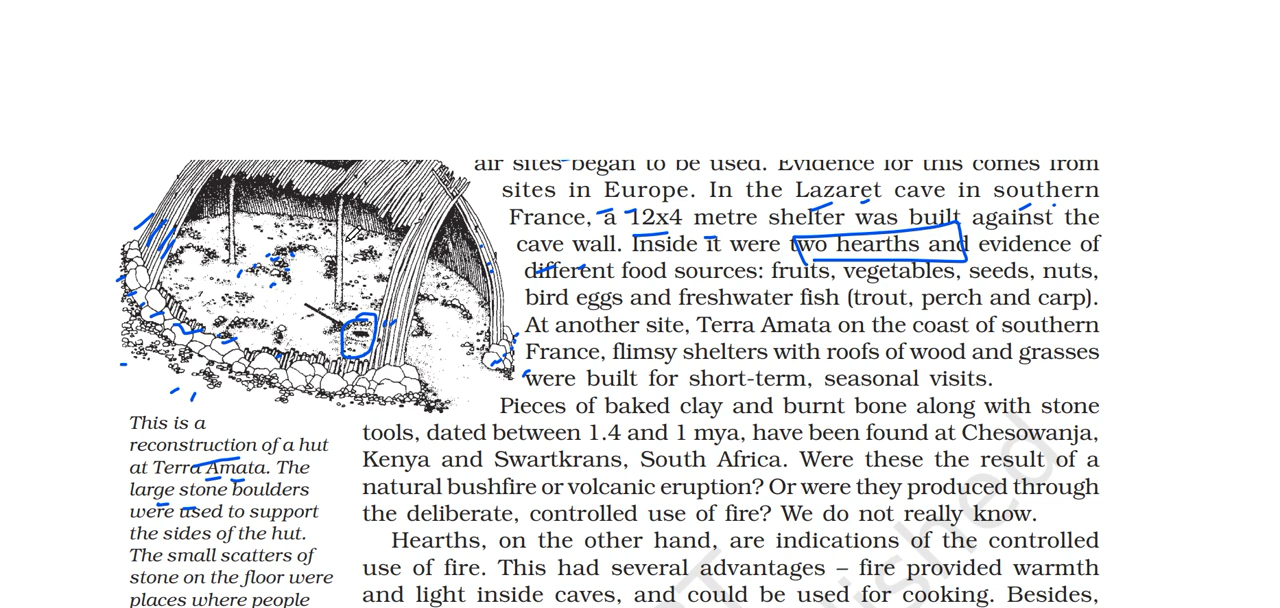 air sites began to be used. Evidence for this comes from
sites in Europe. In the Lazaret cave in southern
France, a 12x4 metre shelter was built against the
cave wall. Inside it were two hearths and evidence of
different food sources: fruits, vegetables, seeds, nuts,
bird eggs and freshwater fish (trout, perch and carp).
At another site, Terra Amata on the coast of southern
France, flimsy shelters with roofs of wood and grasses
were built for short-term, seasonal visits.
Pieces of baked clay and burnt bone along with stone
tools, dated between 1.4 and 1 mya, have been found at Chesowanja,
Kenya and Swartkrans, South Africa. Were these the result of a
natural bushfire or volcanic eruption? Or were they produced through
the deliberate, controlled use of fire? We do not really know.
Hearths, on the other hand, are indications of the controlled
use of fire. This had several advantages – fire provided warmth
and light inside caves, and could be used for cooking. Besides,
This is a
reconstruction of a hut
at Terra Amata. The
large stone boulders
were used to support
the sides of the hut.
The small scatters of
stone on the floor were
places where people